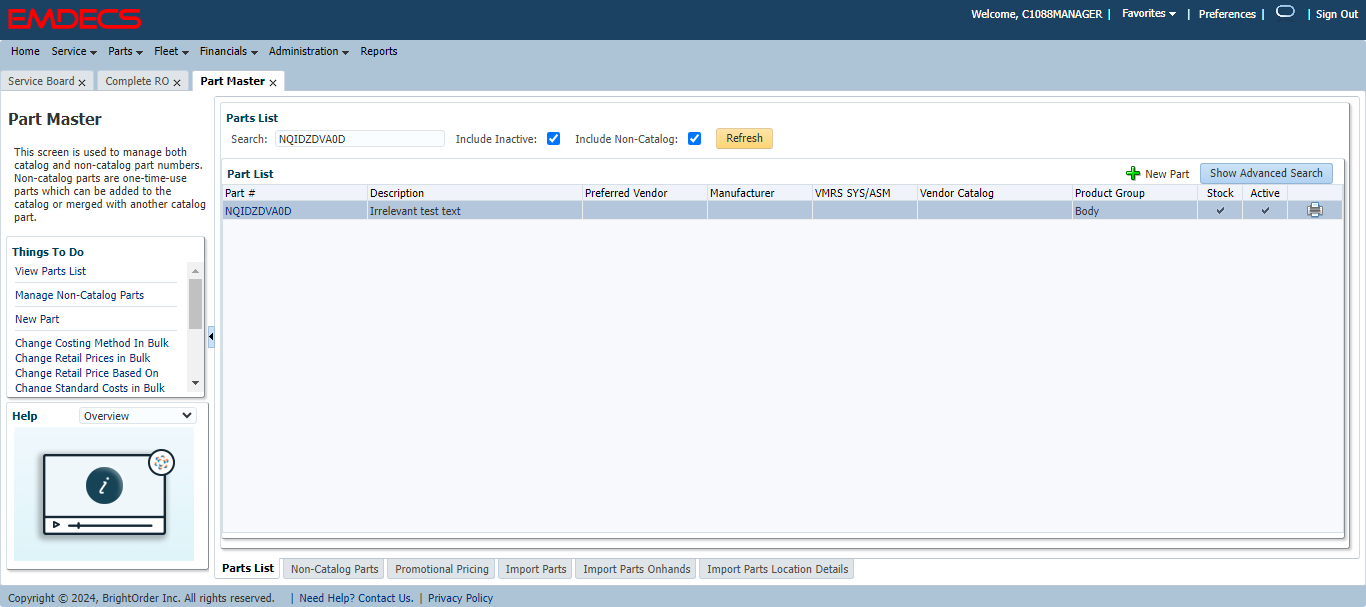 EMDECS
Welcome, C1088MANAGER | Favorites | Preferences | | Sign Out
Home Service Parts Fleet Financials Administration Reports
Service Board x Complete RO x Part Master x
Part Master
This screen is used to manage both
catalog and non-catalog part numbers.
Non-catalog parts are one-time-use
parts which can be added to the
catalog or merged with another catalog
part.
Things To Do
View Parts List
Manage Non-Catalog Parts
New Part
Change Costing Method In Bulk
Change Retail Prices in Bulk
Change Retail Price Based On
Change Standard Costs in Bulk
Help Overview
i
Parts List
Search: NQIDZDVA0D Include Inactive: Include Non-Catalog: Refresh
Part List New Part Show Advanced Search
Part # Description Preferred Vendor Manufacturer VMRS SYS/ASM Vendor Catalog Product Group Stock Active
NQIDZDVA0D Irrelevant test text Body
Parts List Non-Catalog Parts Promotional Pricing Import Parts Import Parts Onhands Import Parts Location Details
Copyright © 2024, BrightOrder Inc. All rights reserved. | Need Help? Contact Us. | Privacy Policy